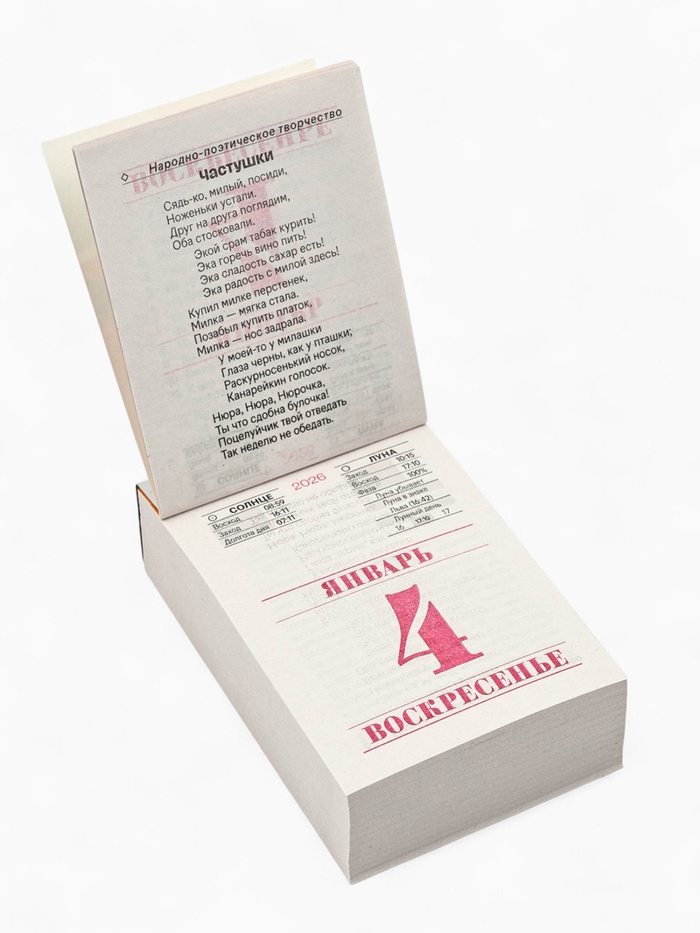 Народно-поэтическое творчество
Частушки
Сядь-ко, милый, посиди,
Ноженьки устали.
Друг на друга поглядим,
Оба стосковали.
Экой срам табак курить!
Эка горечь вино пить!
Эка сладость сахар есть!
Эка радость с милой здесь!
Купил милке перстенек,
Милка — мягка стала.
Позабыл купить платок,
Милка — нос задрала.
У моей-то у милашки
Глаза черны, как у пташки;
Раскурносенький носок,
Канарейкин голосок.
Нюра, Нюра, Нюрочка,
Ты что сдобна булочка!
Поцелуйчик твой отведать
Так неделю не обедать.
СОЛНЦЕ
Восход 08:59
Заход 16:11
Долгота дня 07:11
2026
ЛУНА
Заход 10:15
Восход 17:10
Фаза 100%
Луна убывает
Луна в знаке
Льва (16:42)
Лунный день
16 17:10 17
ЯНВАРЬ
4
ВОСКРЕСЕНЬЕ